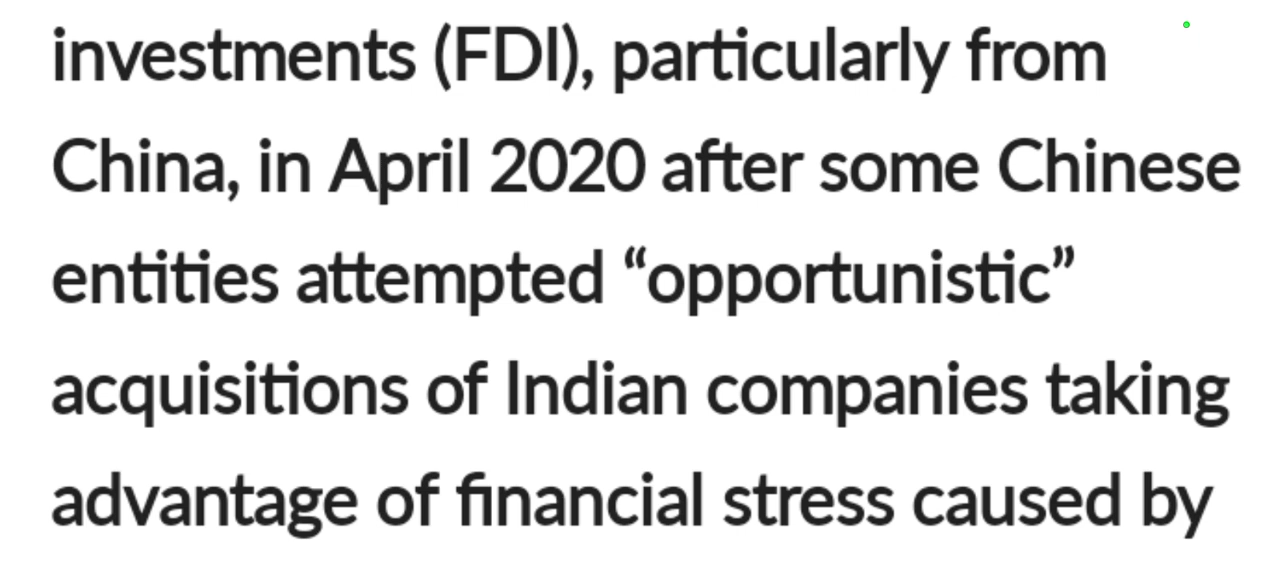 investments (FDI), particularly from
China, in April 2020 after some Chinese
entities attempted “opportunistic”
acquisitions of Indian companies taking
advantage of financial stress caused by